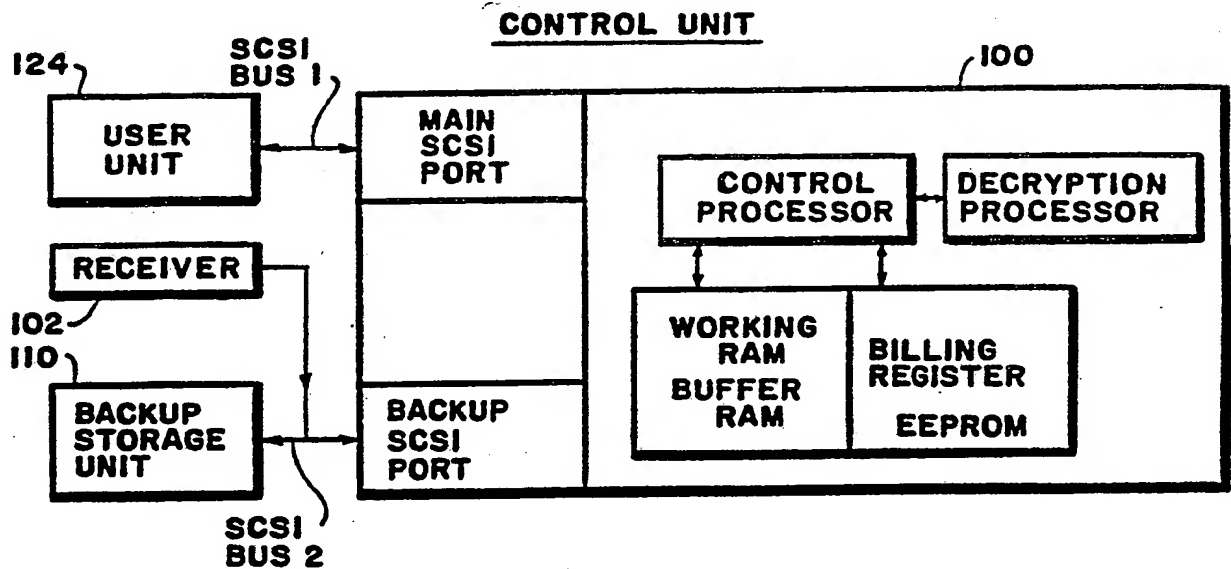 CONTROL UNIT
SCSI
BUS 1
124
100
USER
UNIT
MAIN
SCSI
PORT
CONTROL
PROCESSOR
DECRYPTION
PROCESSOR
RECEIVER
102
110
WORKING
RAM
BUFFER
RAM
BILLING
REGISTER
EEPROM
BACKUP
STORAGE
UNIT
BACKUP
SCSI
PORT
SCSI
BUS 2